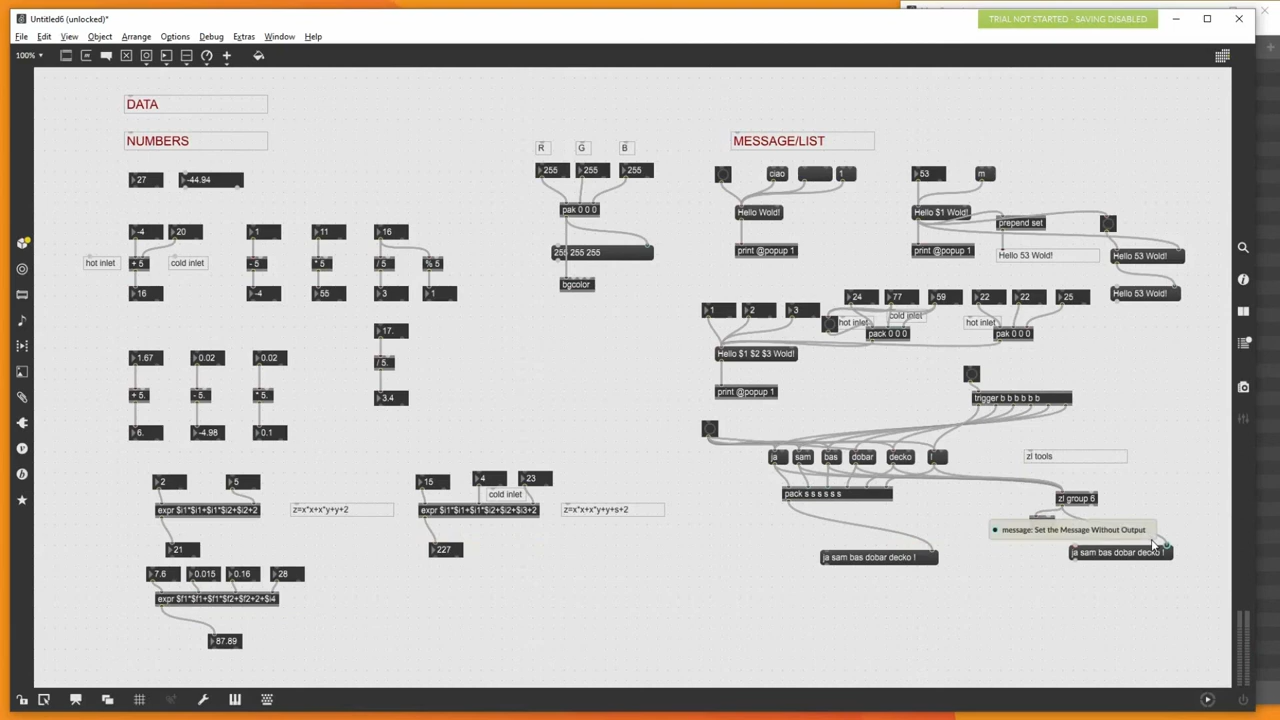 Untitled6 (unlocked)*
TRIAL NOT STARTED - SAVING DISABLED
File Edit View Object Arrange Options Debug Extras Window Help
100%
DATA
NUMBERS
27 -44.94
-4 20 1 11 16
hot inlet + 5 cold inlet - 5 * 5 / 5 % 5
16 -4 55 3 1
17.
/ 5.
3.4
1.67 0.02 0.02
+ 5. - 5. * 5.
6. -4.98 0.1
2 5
expr $i1*$i1+$i1*$i2+$i2+2
z=x*x+x*y+y+2
21
15 4 23
cold inlet
expr $i1*$i1+$i1*$i2+$i2+$i3+2
z=x*x+x*y+y+s+2
227
7.6 0.015 0.16 28
expr $f1*$f1+$f1*$f2+$f2+2+$i4
87.89
R G B
255 255 255
pak 0 0 0
255 255 255
bgcolor
MESSAGE/LIST
ciao 1
Hello Wold!
print @popup 1
53 m
Hello $1 Wold!
prepend set
print @popup 1
Hello 53 Wold!
Hello 53 Wold!
Hello 53 Wold!
1 2 3
24 77 59 22 22 25
hot inlet cold inlet hot inlet
pack 0 0 0 pak 0 0 0
Hello $1 $2 $3 Wold!
print @popup 1
trigger b b b b b b
ja sam bas dobar decko !
zl tools
pack s s s s s s
zl group 6
message: Set the Message Without Output
ja sam bas dobar decko !
ja sam bas dobar decko !